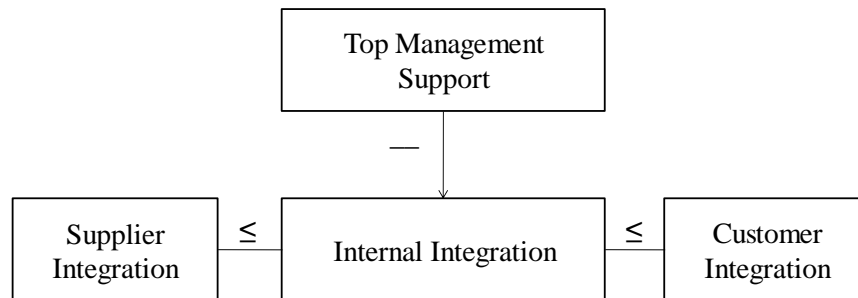 Top Management
Support
—
Supplier
Integration
≤
Internal Integration
≤
Customer
Integration